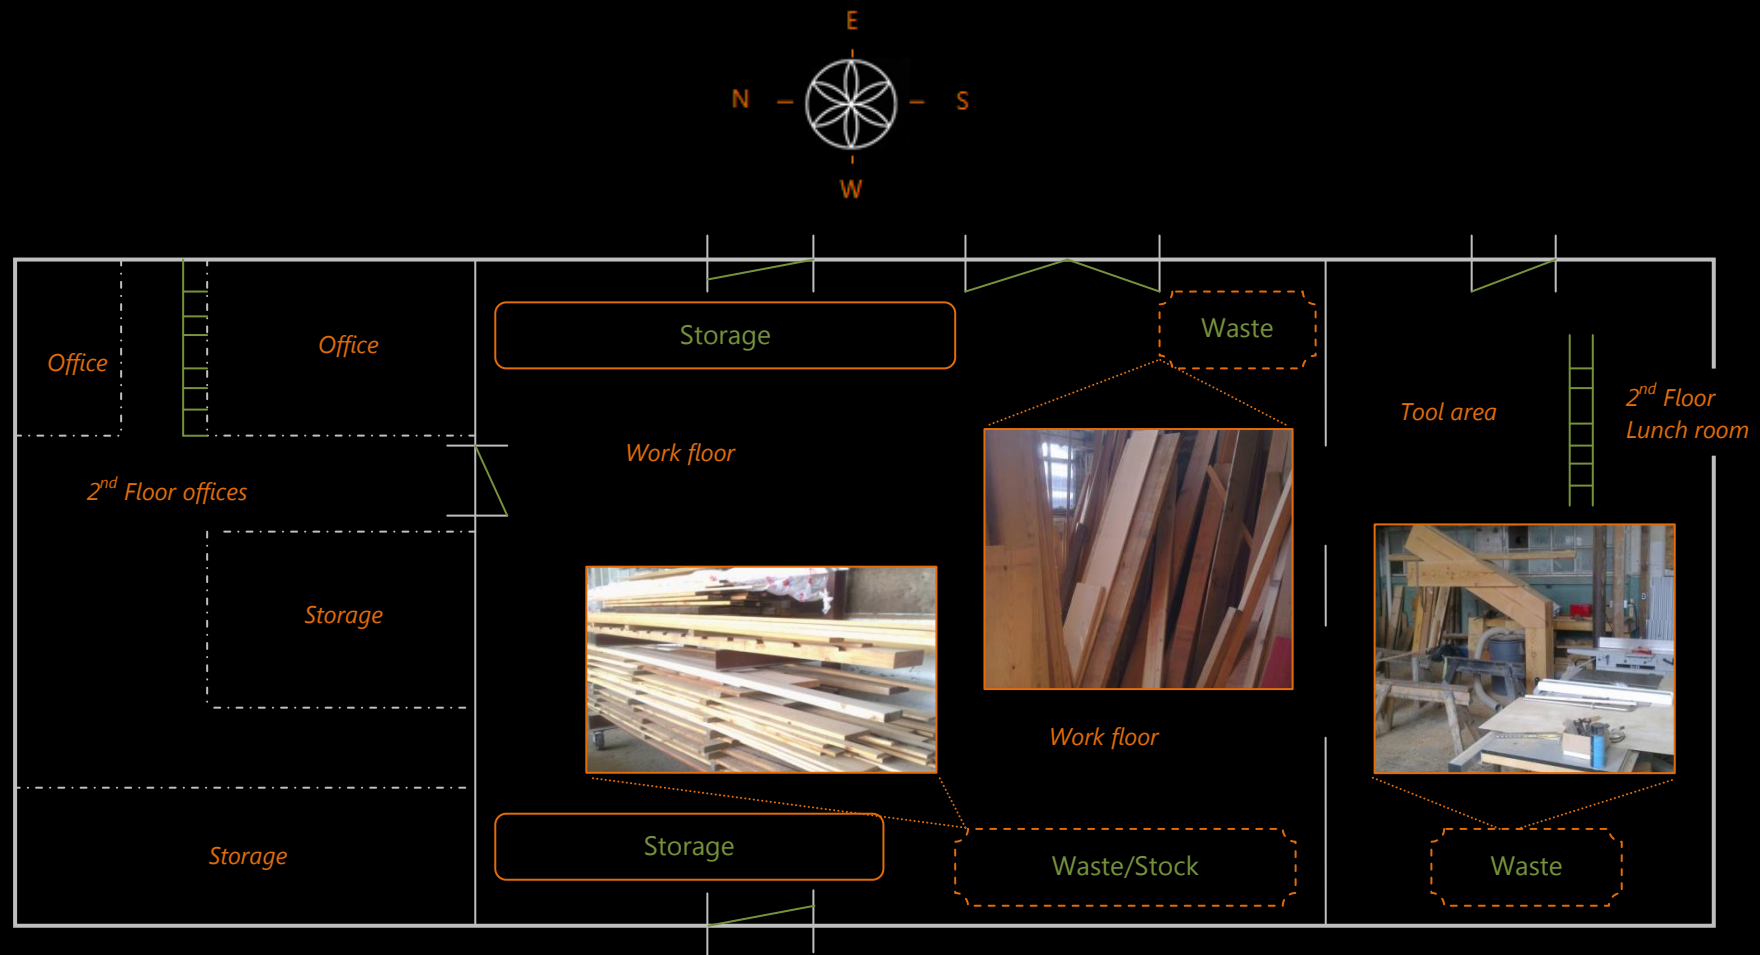 E
N
S
W
Storage
Waste
Office
Office
2nd Floor
Lunch room
Tool area
Work floor
2nd Floor offices
Storage
Work floor
Storage
Storage
Waste/Stock
Waste